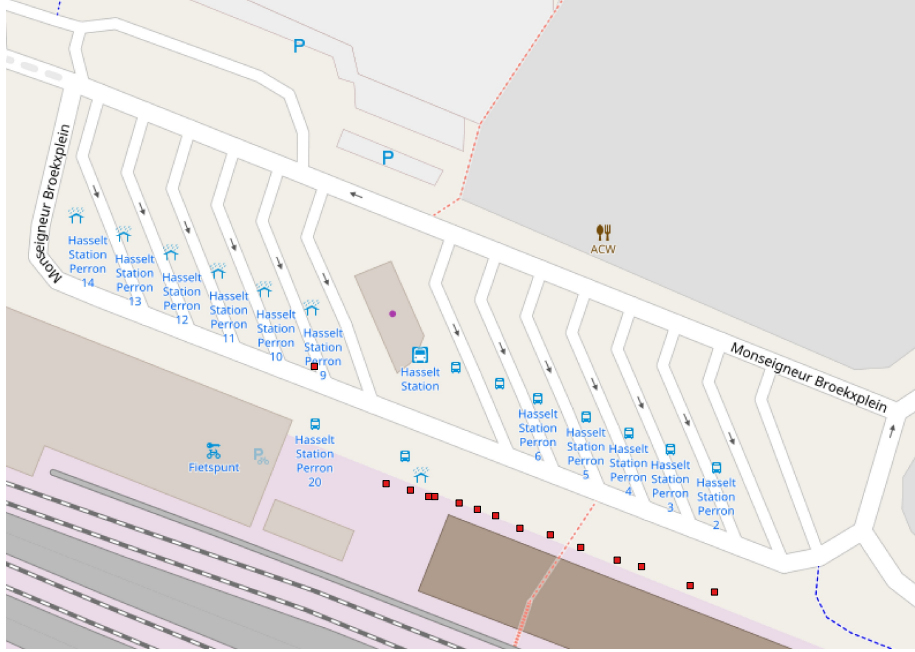 P
P
Monseigneur Broekxplein
ACW
Hasselt
Station
Perron
14
Hasselt
Station
Perron
13
Hasselt
Station
Perron
12
Hasselt
Station
Perron
11
Hasselt
Station
Perron
10
Hasselt
Station
Perron
9
Hasselt
Station
Monseigneur Broekxplein
Hasselt
Station
Perron
6
Hasselt
Station
Perron
5
Hasselt
Station
Perron
4
Hasselt
Station
Perron
3
Hasselt
Station
Perron
2
Hasselt
Station
Perron
20
P
Fietspunt